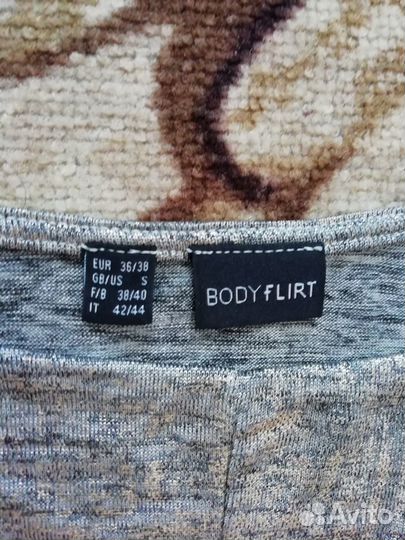 EUR 36/38
GB/US S
F/B 38/40
IT 42/44
BODYFLIRT
Avito